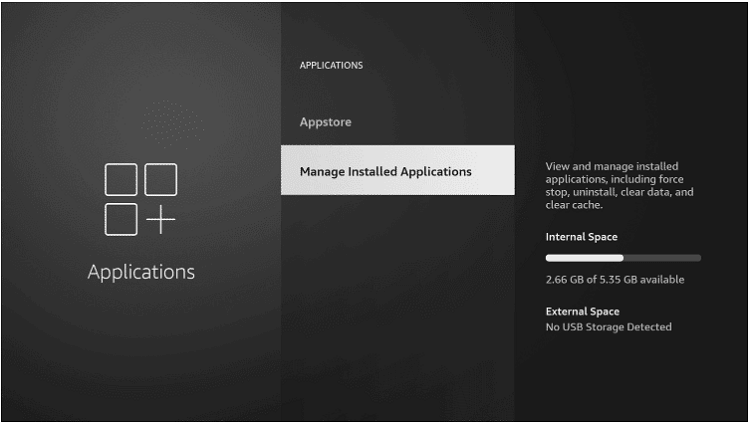 APPLICATIONS
Appstore
Manage Installed Applications
Applications
View and manage installed
applications, including force
stop, uninstall, clear data, and
clear cache.
Internal Space
2.66 GB of 5.35 GB available
External Space
No USB Storage Detected